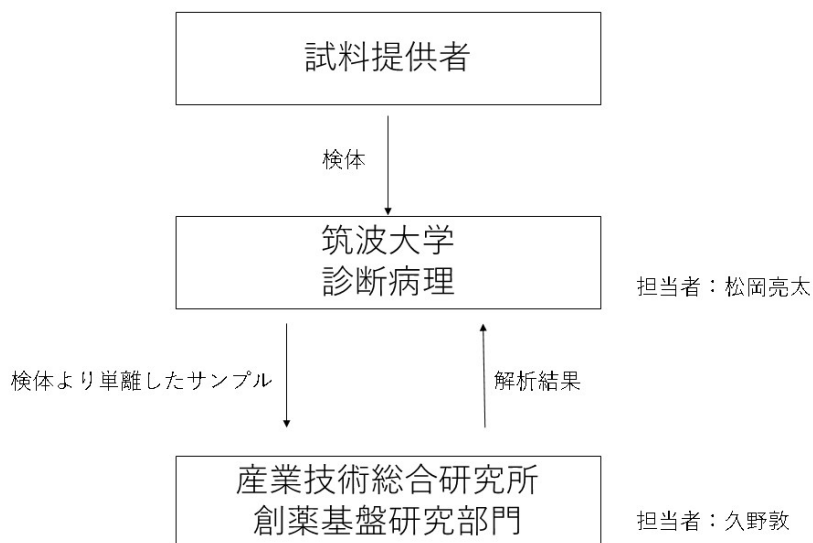 試料提供者
検体
筑波大学
診断病理
担当者：松岡亮太
検体より単離したサンプル
解析結果
産業技術総合研究所
創薬基盤研究部門
担当者：久野敦